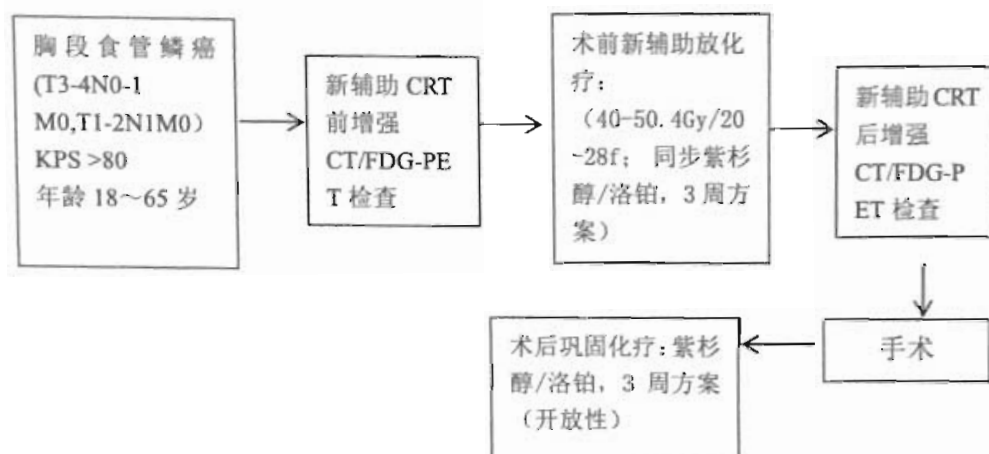 胸段食管鳞癌
(T3-4N0-1
M0,T1-2N1M0)
KPS >80
年龄 18～65 岁
新辅助 CRT
前增强
CT/FDG-PE
T 检查
术前新辅助放化
疗：
（40-50.4Gy/20
-28f; 同步紫杉
醇/洛铂，3 周方
案）
新辅助 CRT
后增强
CT/FDG-P
ET 检查
手术
术后巩固化疗：紫杉
醇/洛铂，3 周方案
（开放性）